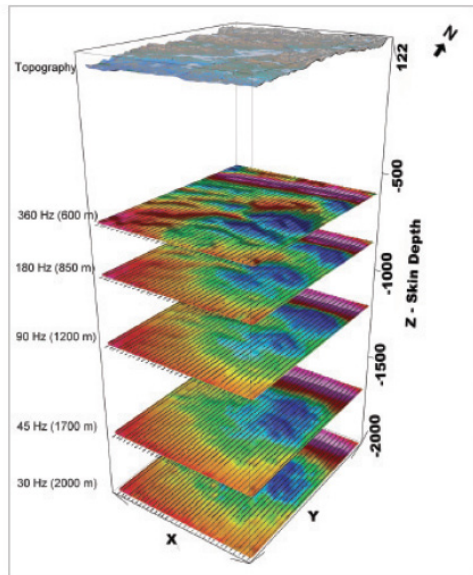 N
122
Topography
-500
360 Hz (600 m)
180 Hz (850 m)
-1000
Z - Skin Depth
90 Hz (1200 m)
-1500
45 Hz (1700 m)
-2000
30 Hz (2000 m)
X
Y